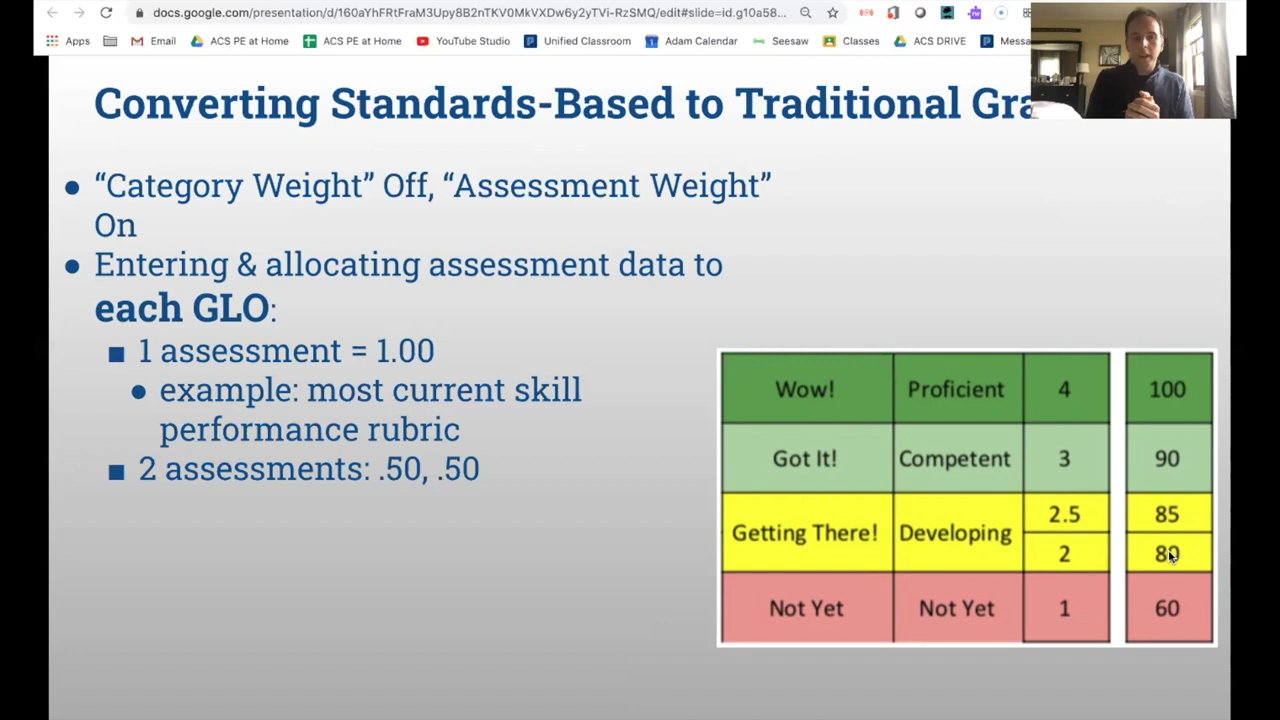 docs.google.com/presentation/d/160aYhFRtFraM3Upy8B2nTKV0MkVXDw6y2yTVi-RzSMQ/edit#slide=id.g10a58...
Apps Email ACS PE at Home ACS PE at Home YouTube Studio Unified Classroom Adam Calendar Seesaw Classes ACS DRIVE Messa
Converting Standards-Based to Traditional Gra
● “Category Weight” Off, “Assessment Weight”
On
● Entering & allocating assessment data to
each GLO:
■ 1 assessment = 1.00
● example: most current skill
performance rubric
■ 2 assessments: .50, .50
Wow! Proficient 4 100
Got It! Competent 3 90
2.5 85
Getting There! Developing
2 80
Not Yet Not Yet 1 60